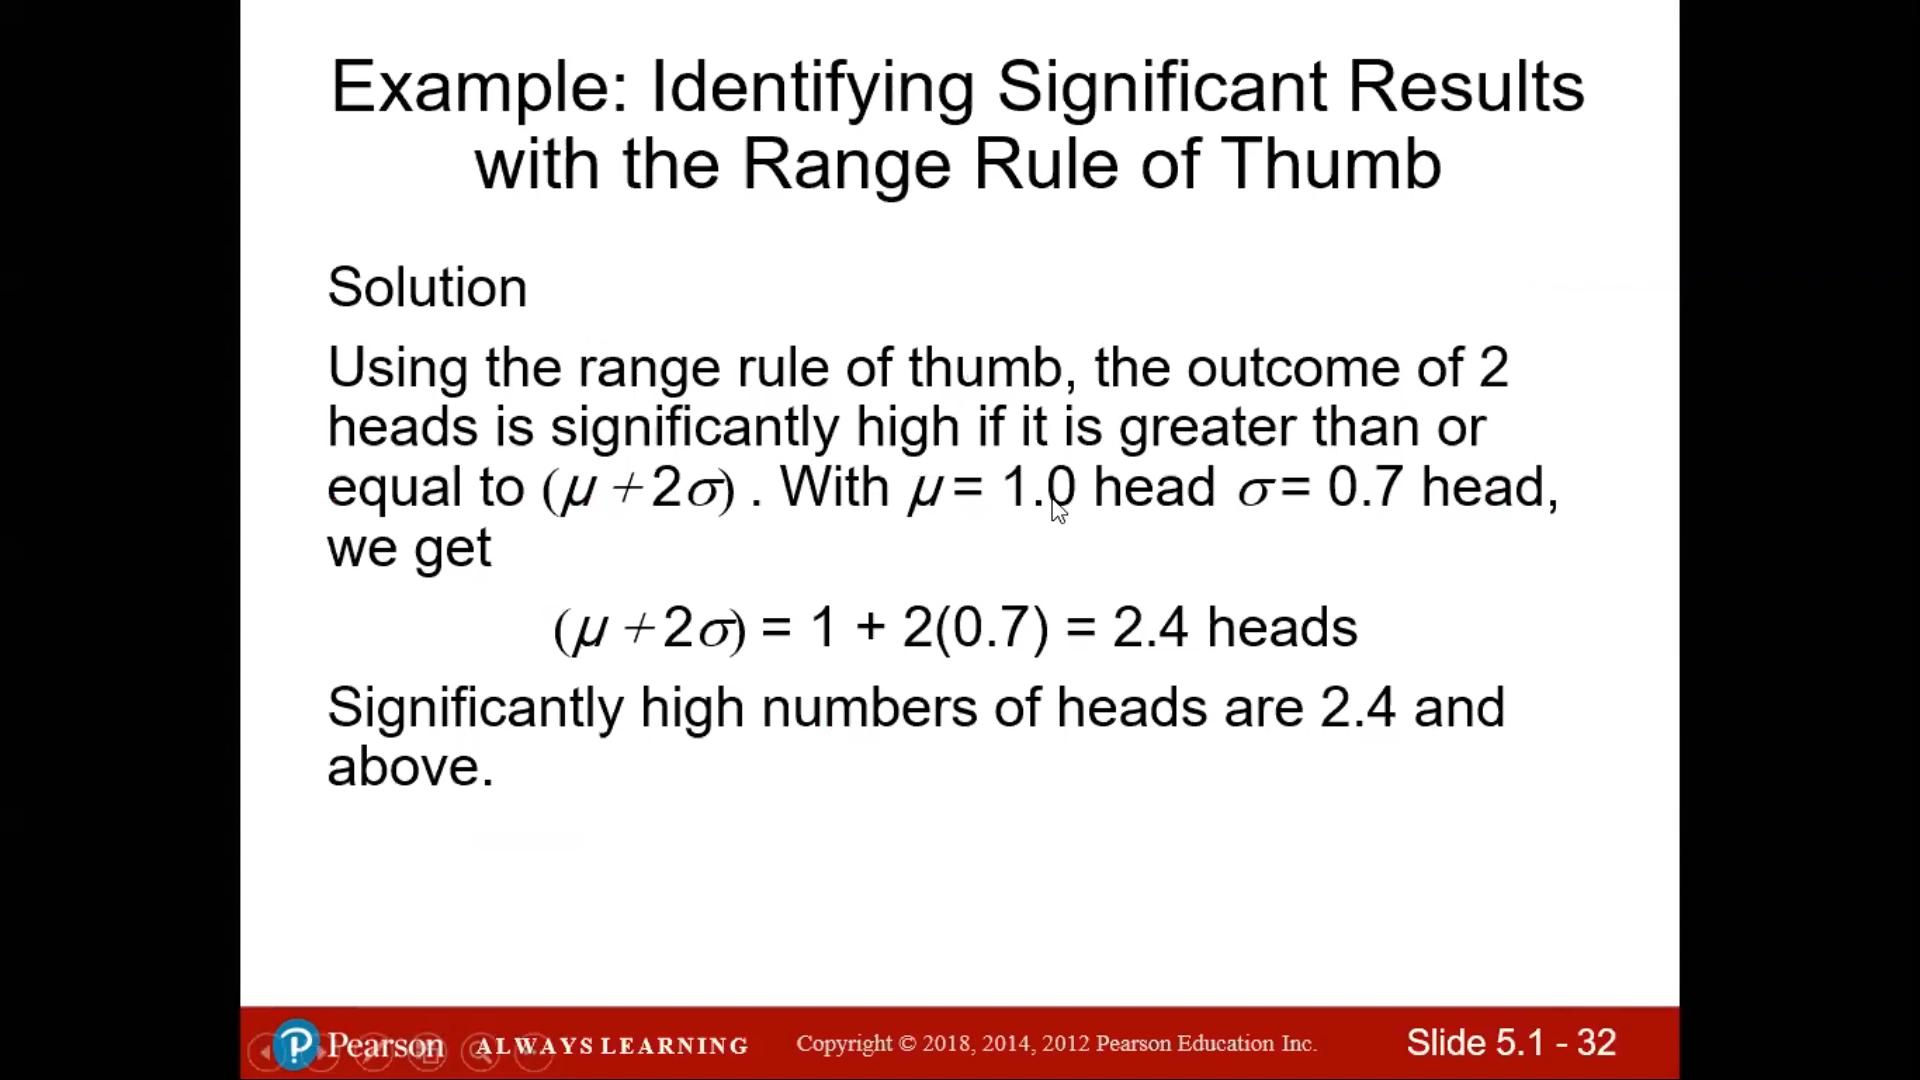 Example: Identifying Significant Results
with the Range Rule of Thumb
Solution
Using the range rule of thumb, the outcome of 2
heads is significantly high if it is greater than or
equal to (μ + 2σ) . With μ = 1.0 head σ = 0.7 head,
we get
(μ + 2σ) = 1 + 2(0.7) = 2.4 heads
Significantly high numbers of heads are 2.4 and
above.
P Pearson ALWAYS LEARNING Copyright © 2018, 2014, 2012 Pearson Education Inc. Slide 5.1 - 32